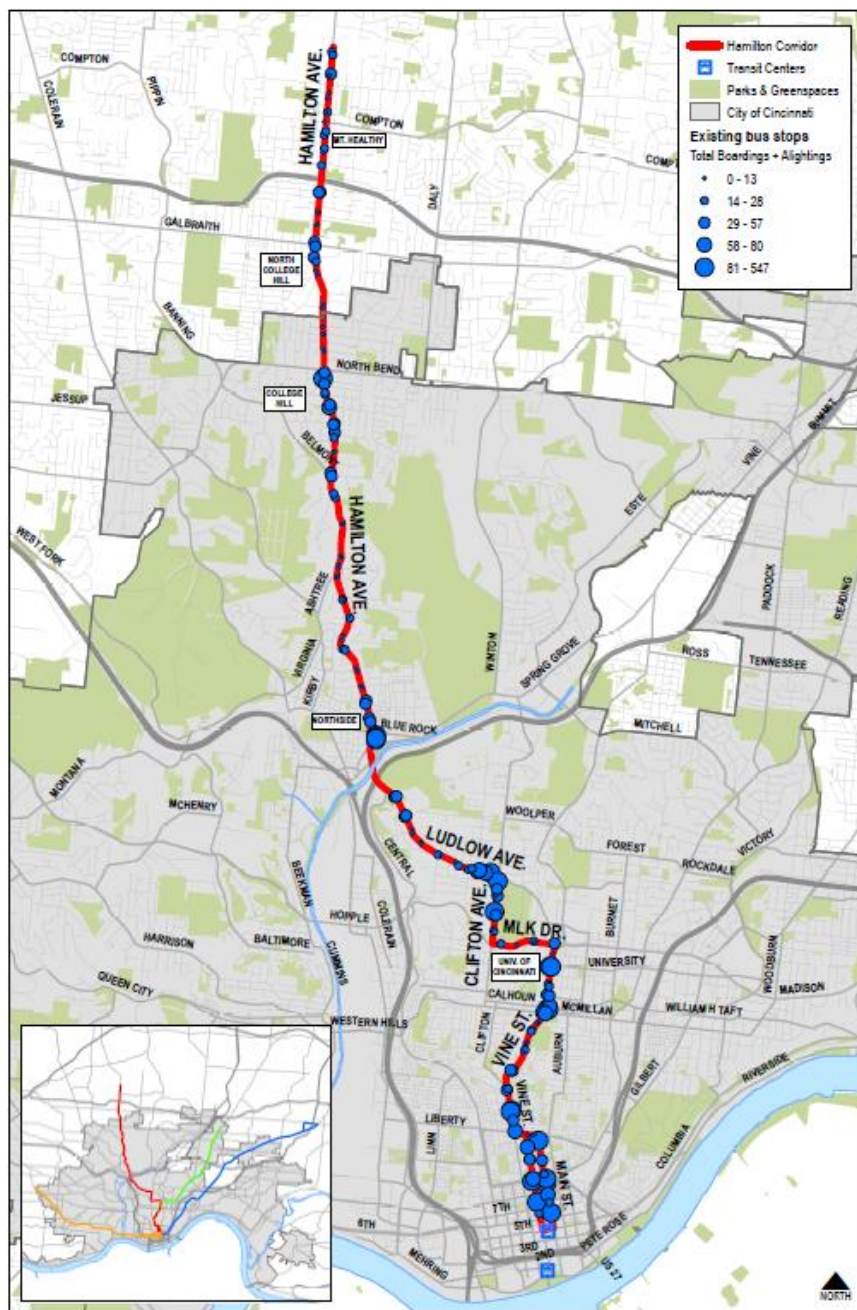 Hamilton Corridor
Transit Centers
Parks & Greenspaces
City of Cincinnati
Existing bus stops
Total Boardings + Alightings
0 - 13
14 - 28
29 - 57
58 - 80
81 - 547
COMPTON
COLERAIN
PIPPIN
HAMILTON AVE.
COMPTON
MT. HEALTHY
DALY
GALBRAITH
NORTH
COLLEGE
HILL
BANNING
NORTH BEND
JESSUP
COLLEGE
HILL
BELMONT
SUMMIT
VINE
ESTE
WEST FORK
HAMILTON AVE.
ASHTREE
WINTON
PADDOCK
READING
VIRGINIA
KIRBY
SPRING GROVE
ROSS
TENNESSEE
NORTHSIDE
BLUE ROCK
MITCHELL
MONTANA
MCHENRY
WOOLPER
LUDLOW AVE.
FOREST
VICTORY
ROCKDALE
CENTRAL
BEEKMAN
COLERAIN
CLIFTON AVE.
BURNET
HOPPLE
MLK DR.
HARRISON
BALTIMORE
CUMMINS
UNIV. OF
CINCINNATI
UNIVERSITY
WOODBURN
MADISON
QUEEN CITY
CALHOUN
MCMILLAN
WILLIAM H TAFT
WESTERN HILLS
CLIFTON
VINE ST.
AUBURN
GILBERT
RIVERSIDE
VINE ST.
LIBERTY
LINN
COLUMBIA
MAIN ST.
7TH
6TH
5TH
3RD
2ND
PETE ROSE
MEHRING
US 27
NORTH